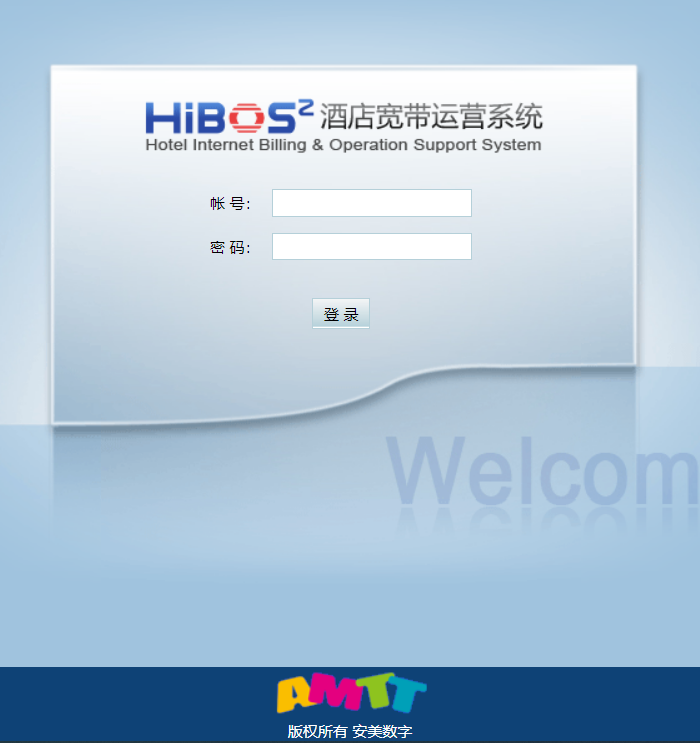 HiBOS² 酒店宽带运营系统
Hotel Internet Billing & Operation Support System
帐 号：
密 码：
登 录
Welcom
AMTT
版权所有 安美数字